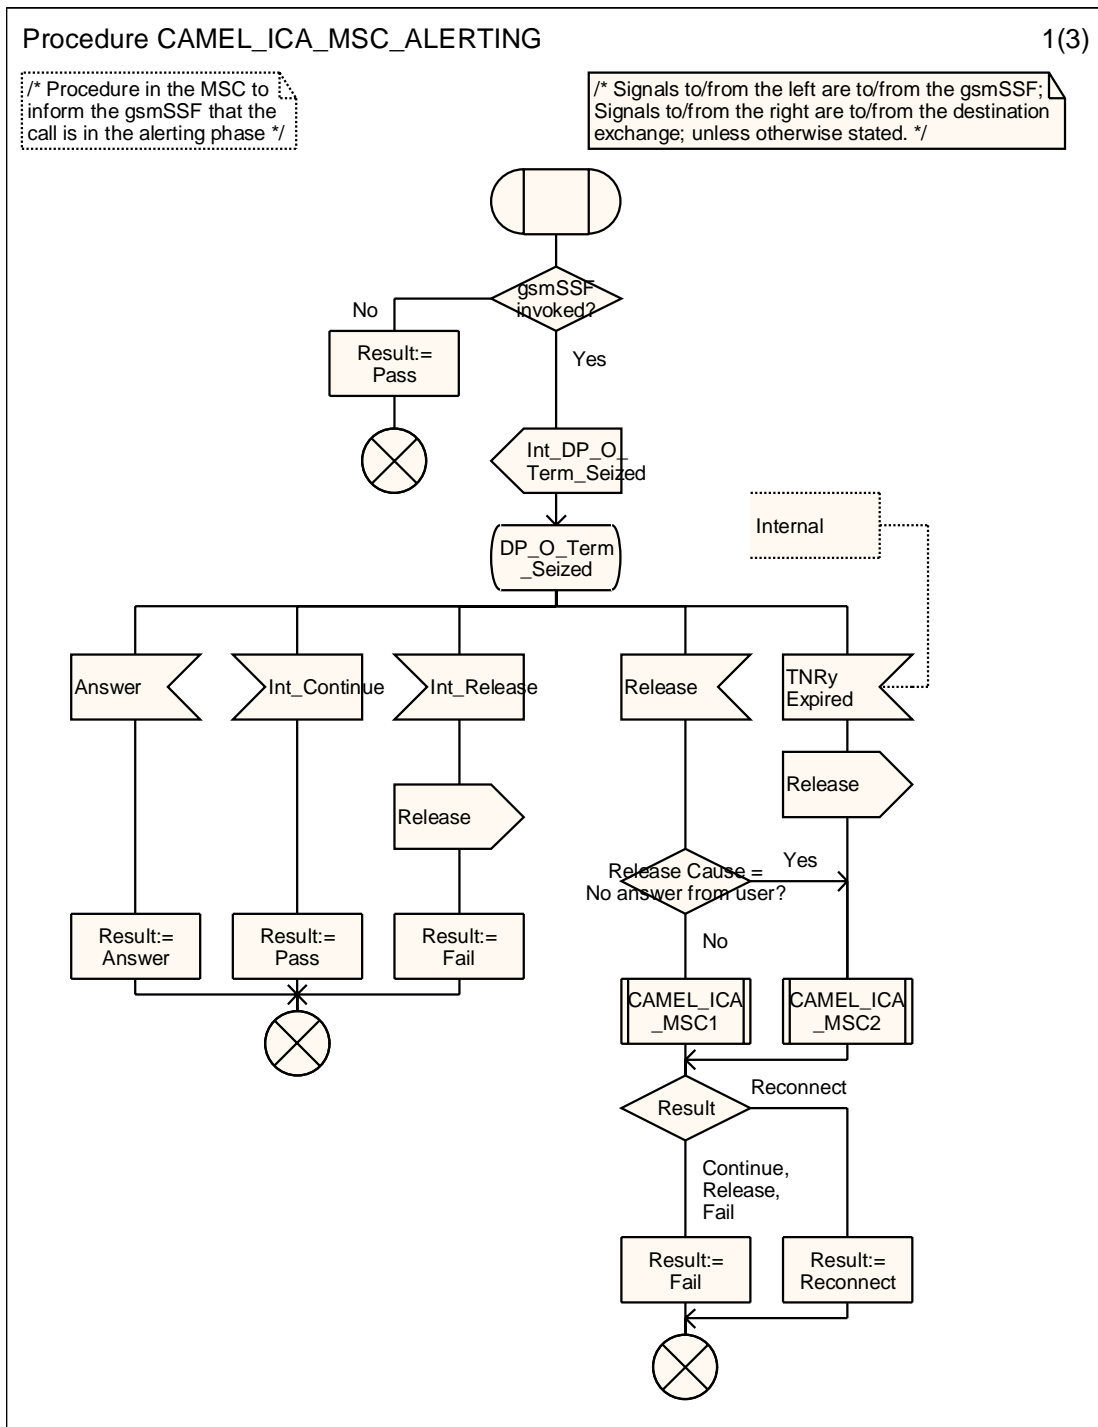 Procedure CAMEL_ICA_MSC_ALERTING
1(3)
/* Procedure in the MSC to
inform the gsmSSF that the
call is in the alerting phase */
/* Signals to/from the left are to/from the gsmSSF;
Signals to/from the right are to/from the destination
exchange; unless otherwise stated. */
gsmSSF
invoked?
No
Yes
Result:=
Pass
Int_DP_O_
Term_Seized
Internal
DP_O_Term
_Seized
Answer
Int_Continue
Int_Release
Release
TNRy
Expired
Release
Release
Release Cause =
No answer from user?
Yes
No
Result:=
Answer
Result:=
Pass
Result:=
Fail
CAMEL_ICA
_MSC1
CAMEL_ICA
_MSC2
Result
Reconnect
Continue,
Release,
Fail
Result:=
Fail
Result:=
Reconnect